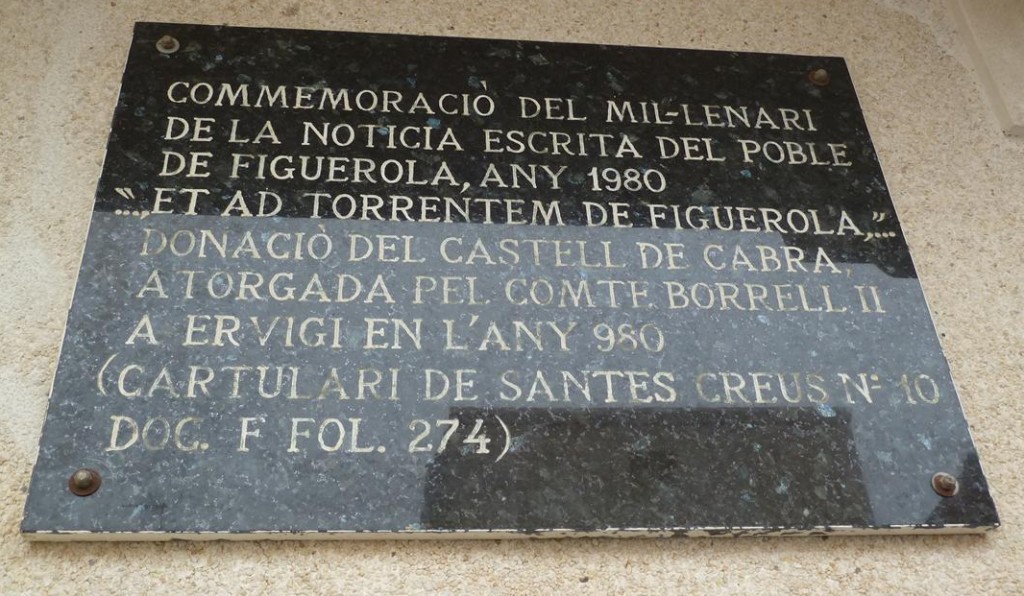 COMMEMORACIÒ DEL MIL-LENARI
DE LA NOTICIA ESCRITA DEL POBLE
DE FIGUEROLA, ANY 1980
"..., ET AD TORRENTEM DE FIGUEROLA,..."
DONACIÒ DEL CASTELL DE CABRA,
ATORGADA PEL COMTE BORRELL II
A ERVIGI EN L'ANY 980
(CARTULARI DE SANTES CREUS Nº 10
DOC. F FOL. 274)